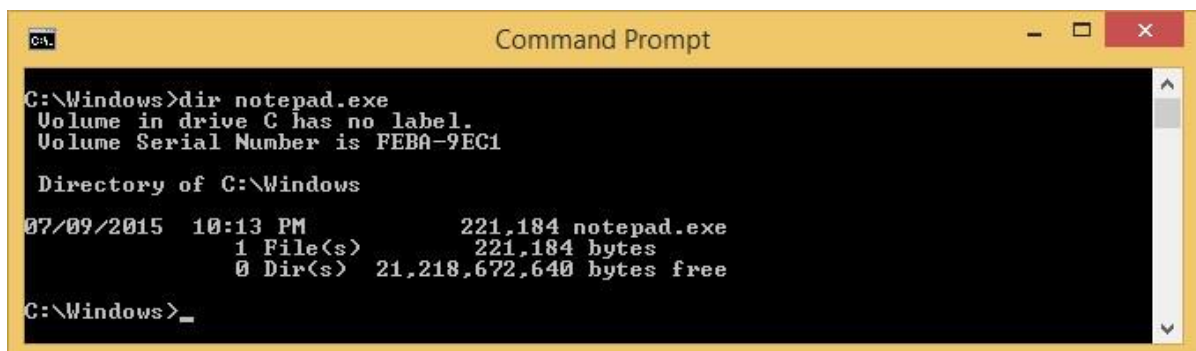 Command Prompt
C:\Windows>dir notepad.exe
 Volume in drive C has no label.
 Volume Serial Number is FEBA-9EC1

 Directory of C:\Windows

07/09/2015  10:13 PM           221,184 notepad.exe
               1 File(s)        221,184 bytes
               0 Dir(s)  21,218,672,640 bytes free

C:\Windows>_